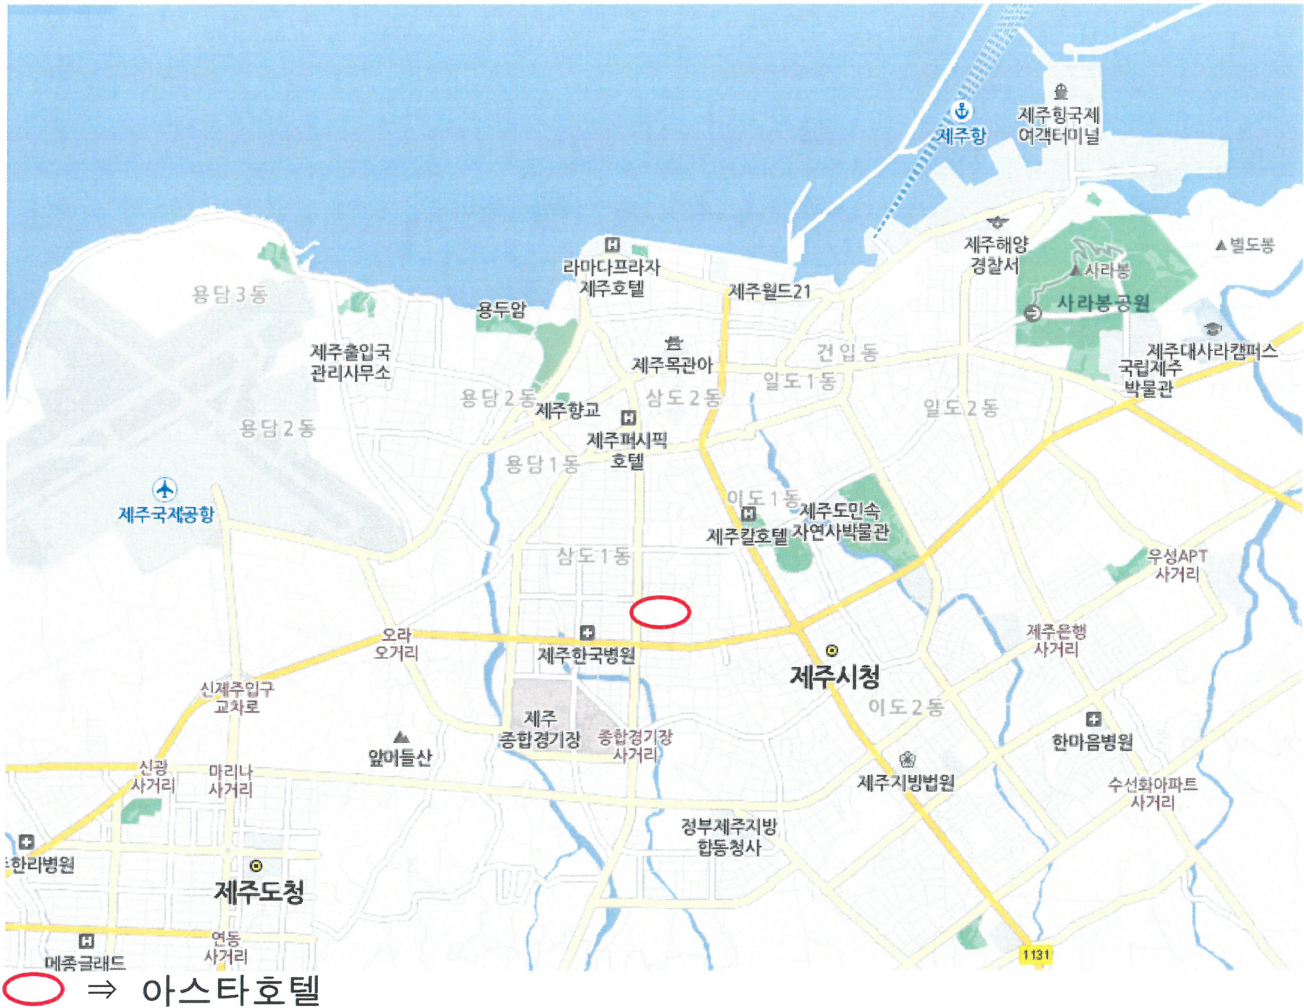 제주항국제
여객터미널
제주항
제주해양
경찰서
별도봉
사라봉
사라봉공원
라마다프라자
제주호텔
제주월드21
용담3동
용두암
제주출입국
관리사무소
제주목관아
건입동
제주대사라캠퍼스
국립제주
박물관
일도1동
용담2동
제주향교
삼도2동
일도2동
용담2동
제주퍼시픽
호텔
용담1동
이도1동
제주국제공항
제주칼호텔
제주도민속
자연사박물관
삼도1동
우성APT
사거리
오라
오거리
제주한국병원
제주은행
사거리
제주시청
신제주입구
교차로
이도2동
제주
종합경기장
종합경기장
사거리
앞머들산
한마음병원
신광
사거리
마리나
사거리
제주지방법원
수선화아파트
사거리
정부제주지방
합동청사
한라병원
제주도청
연동
사거리
메종글래드
1131
⇒ 아스타호텔